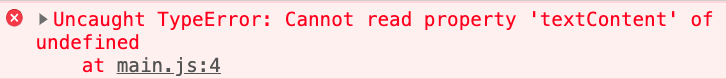 Uncaught TypeError: Cannot read property 'textContent' of
undefined
at main.js:4